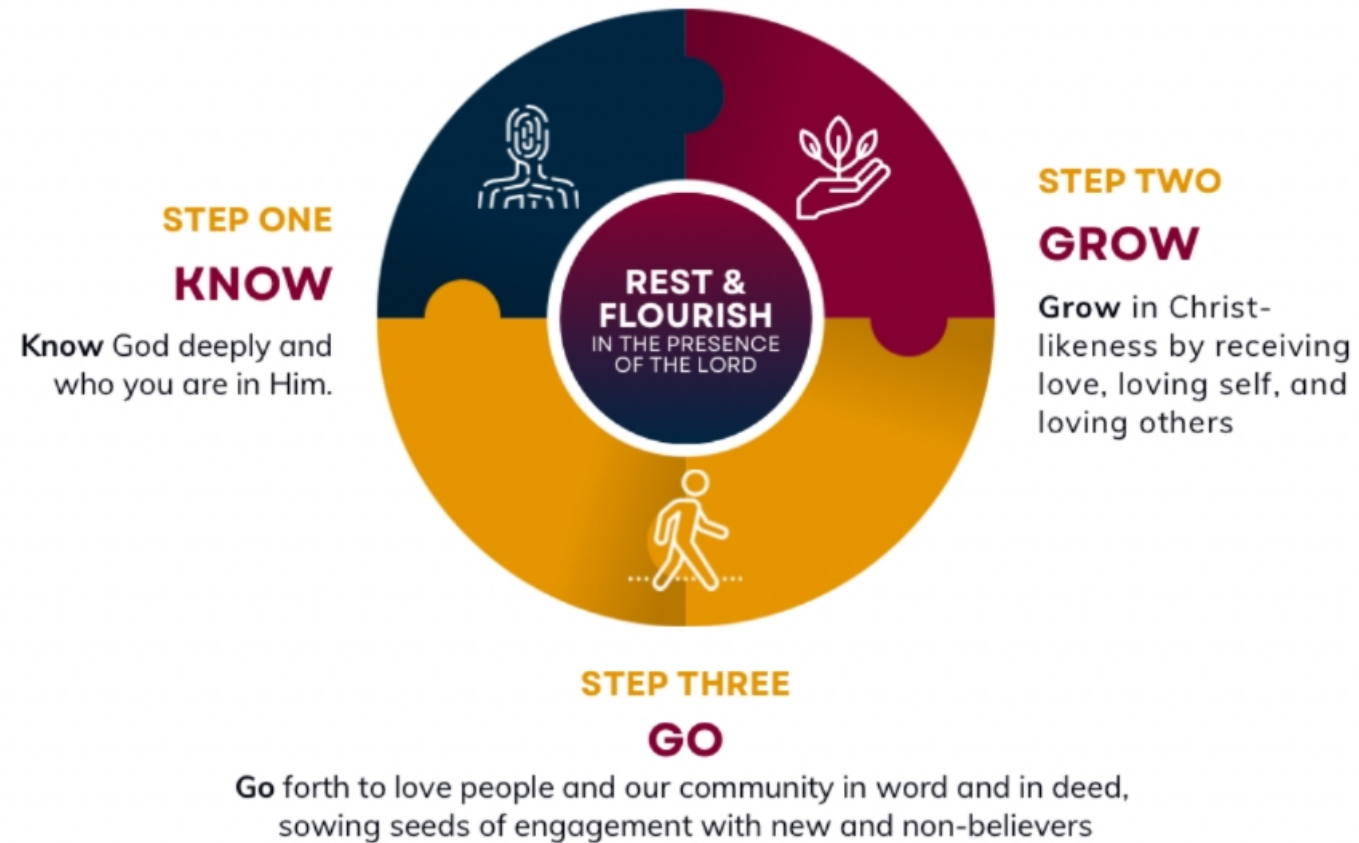 STEP ONE
KNOW
Know God deeply and
who you are in Him.
REST &
FLOURISH
IN THE PRESENCE
OF THE LORD
STEP TWO
GROW
Grow in Christ-
likeness by receiving
love, loving self, and
loving others
STEP THREE
GO
Go forth to love people and our community in word and in deed,
sowing seeds of engagement with new and non-believers